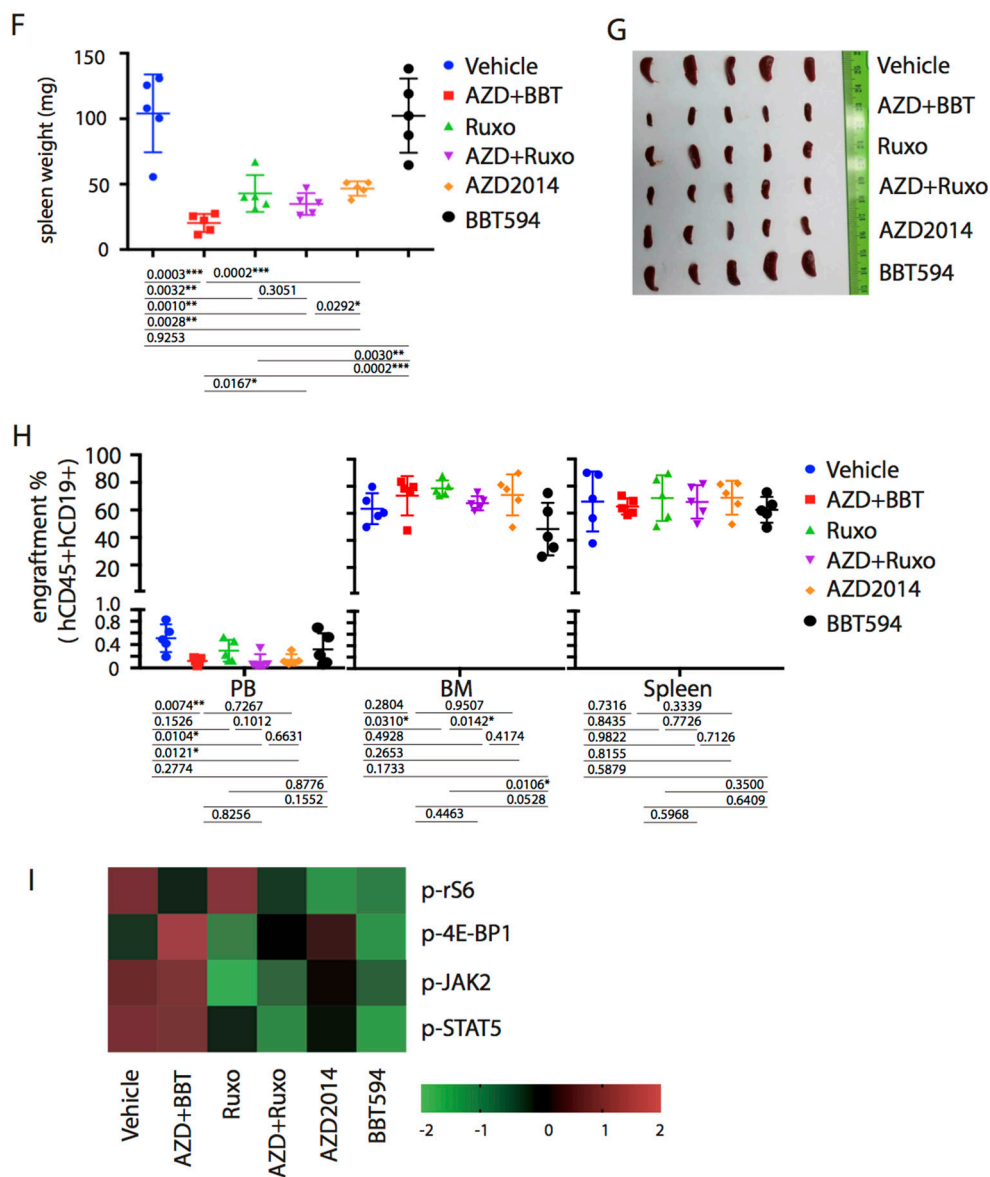 F
spleen weight (mg)
150
100
50
0
Vehicle
AZD+BBT
Ruxo
AZD+Ruxo
AZD2014
BBT594
0.0003*** 0.0002***
0.0032** 0.3051
0.0010** 0.0292*
0.0028**
0.9253
0.0030**
0.0002***
0.0167*
G
Vehicle
AZD+BBT
Ruxo
AZD+Ruxo
AZD2014
BBT594
H
engraftment %
( hCD45+hCD19+)
100
80
60
40
20
1.0
0.8
0.4
0
Vehicle
AZD+BBT
Ruxo
AZD+Ruxo
AZD2014
BBT594
PB
0.0074** 0.7267
0.1526 0.1012
0.0104* 0.6631
0.0121*
0.2774
0.8776
0.1552
0.8256
BM
0.2804 0.9507
0.0310* 0.0142*
0.4928 0.4174
0.2653
0.1733
0.0106*
0.0528
0.4463
Spleen
0.7316 0.3339
0.8435 0.7726
0.9822 0.7126
0.8155
0.5879
0.3500
0.6409
0.5968
I
p-rS6
p-4E-BP1
p-JAK2
p-STAT5
Vehicle
AZD+BBT
Ruxo
AZD+Ruxo
AZD2014
BBT594
-2 -1 0 1 2